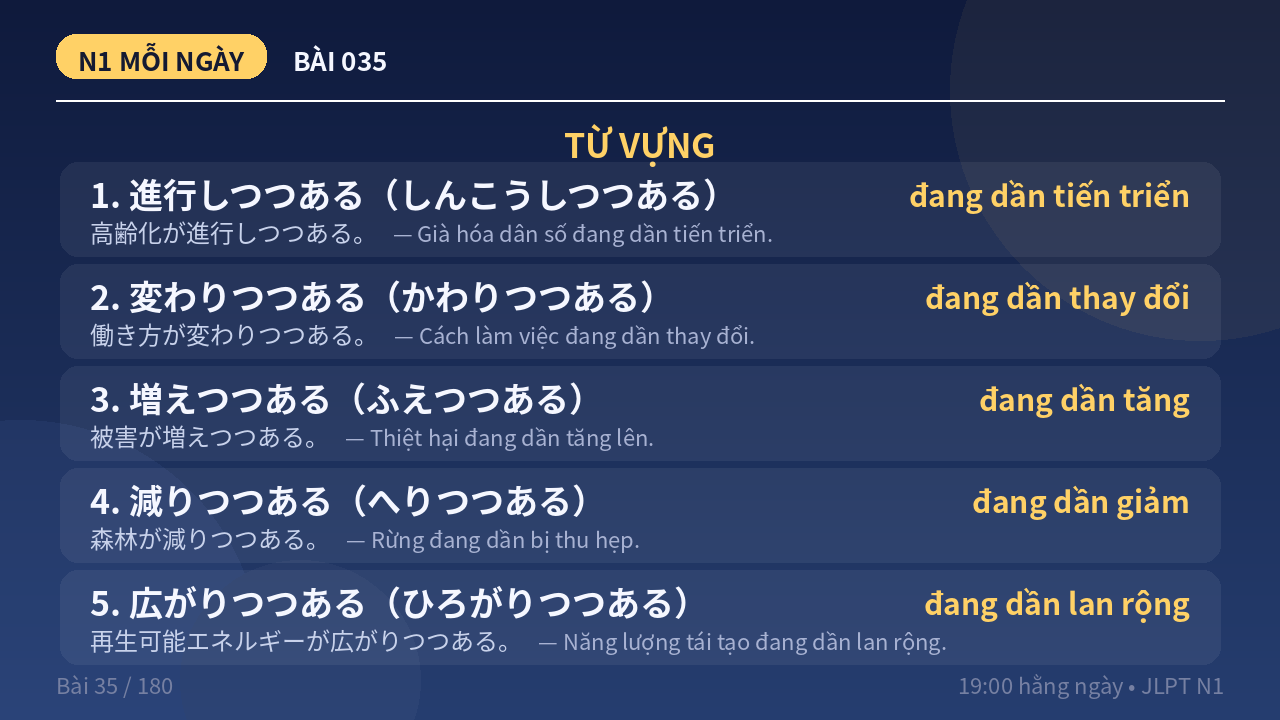 N1 MỖI NGÀY BÀI 035
TỪ VỰNG
1. 進行しつつある（しんこうしつつある） đang dần tiến triển
高齢化が進行しつつある。 — Già hóa dân số đang dần tiến triển.
2. 変わりつつある（かわりつつある） đang dần thay đổi
働き方が変わりつつある。 — Cách làm việc đang dần thay đổi.
3. 増えつつある（ふえつつある） đang dần tăng
被害が増えつつある。 — Thiệt hại đang dần tăng lên.
4. 減りつつある（へりつつある） đang dần giảm
森林が減りつつある。 — Rừng đang dần bị thu hẹp.
5. 広がりつつある（ひろがりつつある） đang dần lan rộng
再生可能エネルギーが広がりつつある。 — Năng lượng tái tạo đang dần lan rộng.
Bài 35 / 180 19:00 hằng ngày • JLPT N1